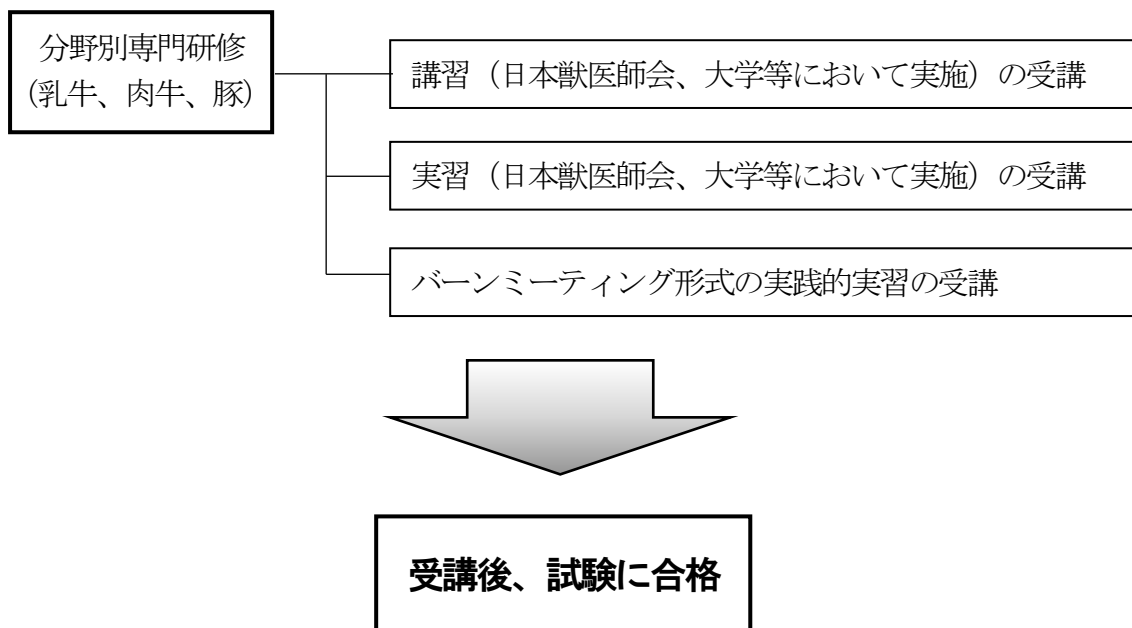 分野別専門研修
(乳牛、肉牛、豚)
講習（日本獣医師会、大学等において実施）の受講
実習（日本獣医師会、大学等において実施）の受講
バーンミーティング形式の実践的実習の受講
受講後、試験に合格